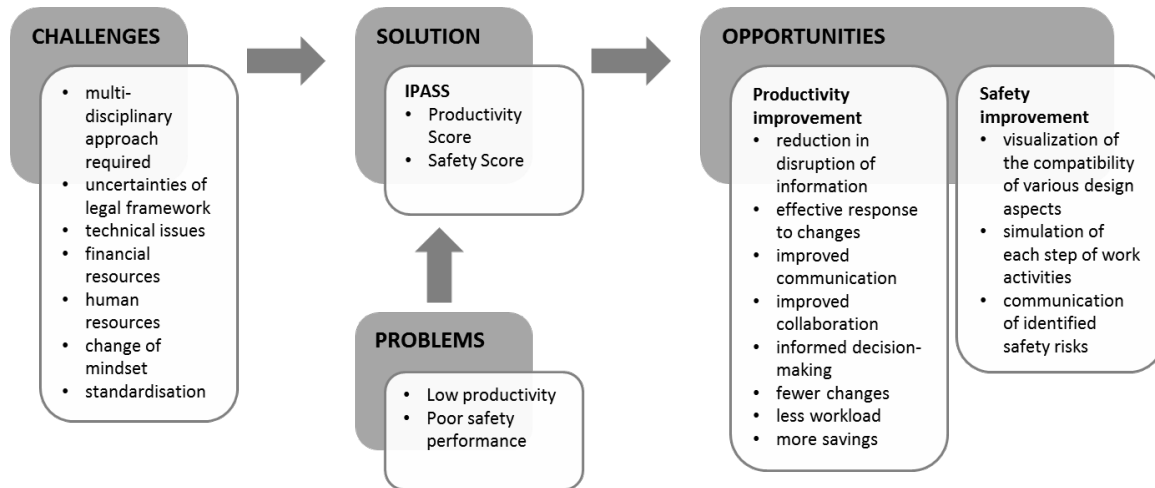 CHALLENGES
• multi-
disciplinary
approach
required
• uncertainties of
legal framework
• technical issues
• financial
resources
• human
resources
• change of
mindset
• standardisation
SOLUTION
IPASS
• Productivity
Score
• Safety Score
PROBLEMS
• Low productivity
• Poor safety
performance
OPPORTUNITIES
Productivity
improvement
• reduction in
disruption of
information
• effective response
to changes
• improved
communication
• improved
collaboration
• informed decision-
making
• fewer changes
• less workload
• more savings
Safety
improvement
• visualization of
the compatibility
of various design
aspects
• simulation of
each step of work
activities
• communication
of identified
safety risks